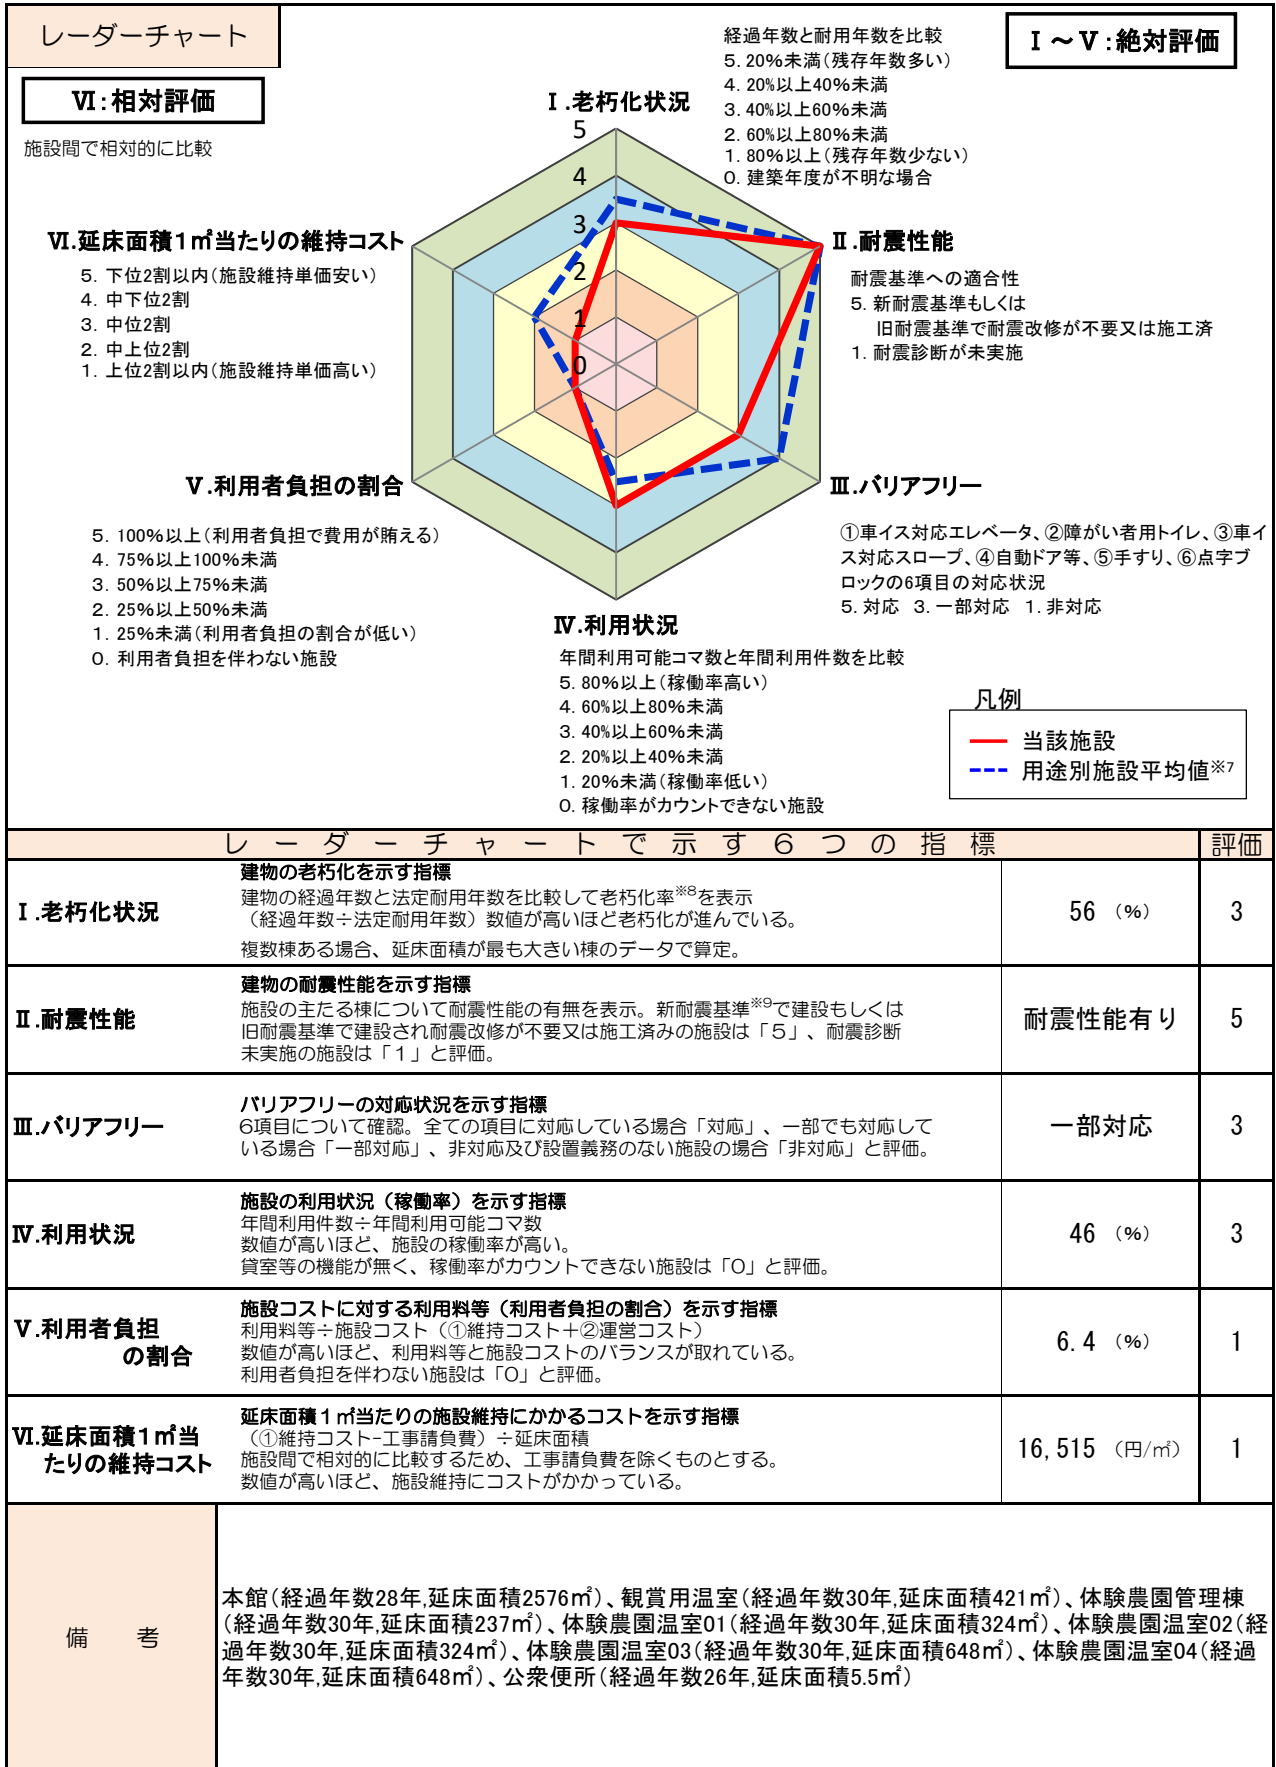 レーダーチャート
Ⅰ～Ⅴ:絶対評価
Ⅵ:相対評価
施設間で相対的に比較
Ⅰ.老朽化状況
経過年数と耐用年数を比較
5. 20%未満(残存年数多い)
4. 20%以上40%未満
3. 40%以上60%未満
2. 60%以上80%未満
1. 80%以上(残存年数少ない)
0. 建築年度が不明な場合
5
4
3
2
1
0
Ⅱ.耐震性能
耐震基準への適合性
5. 新耐震基準もしくは
旧耐震基準で耐震改修が不要又は施工済
1. 耐震診断が未実施
Ⅵ.延床面積1㎡当たりの維持コスト
5. 下位2割以内(施設維持単価安い)
4. 中下位2割
3. 中位2割
2. 中上位2割
1. 上位2割以内(施設維持単価高い)
Ⅴ.利用者負担の割合
5. 100%以上(利用者負担で費用が賄える)
4. 75%以上100%未満
3. 50%以上75%未満
2. 25%以上50%未満
1. 25%未満(利用者負担の割合が低い)
0. 利用者負担を伴わない施設
Ⅲ.バリアフリー
①車イス対応エレベータ、②障がい者用トイレ、③車イ
ス対応スロープ、④自動ドア等、⑤手すり、⑥点字ブ
ロックの6項目の対応状況
5. 対応 3. 一部対応 1. 非対応
Ⅳ.利用状況
年間利用可能コマ数と年間利用件数を比較
5. 80%以上(稼働率高い)
4. 60%以上80%未満
3. 40%以上60%未満
2. 20%以上40%未満
1. 20%未満(稼働率低い)
0. 稼働率がカウントできない施設
凡例
当該施設
用途別施設平均値※7
レーダーチャートで示す6つの指標 評価
Ⅰ.老朽化状況
建物の老朽化を示す指標
建物の経過年数と法定耐用年数を比較して老朽化率※8を表示
（経過年数÷法定耐用年数）数値が高いほど老朽化が進んでいる。
複数棟ある場合、延床面積が最も大きい棟のデータで算定。
56 (%) 3
Ⅱ.耐震性能
建物の耐震性能を示す指標
施設の主たる棟について耐震性能の有無を表示。新耐震基準※9で建設もしくは
旧耐震基準で建設され耐震改修が不要又は施工済みの施設は「5」、耐震診断
未実施の施設は「1」と評価。
耐震性能有り 5
Ⅲ.バリアフリー
バリアフリーの対応状況を示す指標
6項目について確認。全ての項目に対応している場合「対応」、一部でも対応して
いる場合「一部対応」、非対応及び設置義務のない施設の場合「非対応」と評価。
一部対応 3
Ⅳ.利用状況
施設の利用状況（稼働率）を示す指標
年間利用件数÷年間利用可能コマ数
数値が高いほど、施設の稼働率が高い。
貸室等の機能が無く、稼働率がカウントできない施設は「0」と評価。
46 (%) 3
Ⅴ.利用者負担
の割合
施設コストに対する利用料等（利用者負担の割合）を示す指標
利用料等÷施設コスト（①維持コスト＋②運営コスト）
数値が高いほど、利用料等と施設コストのバランスが取れている。
利用者負担を伴わない施設は「0」と評価。
6.4 (%) 1
Ⅵ.延床面積1㎡当
たりの維持コスト
延床面積1㎡当たりの施設維持にかかるコストを示す指標
（①維持コスト-工事請負費）÷延床面積
施設間で相対的に比較するため、工事請負費を除くものとする。
数値が高いほど、施設維持にコストがかかっている。
16,515 (円/㎡) 1
備 考
本館(経過年数28年,延床面積2576㎡)、観賞用温室(経過年数30年,延床面積421㎡)、体験農園管理棟
(経過年数30年,延床面積237㎡)、体験農園温室01(経過年数30年,延床面積324㎡)、体験農園温室02(経
過年数30年,延床面積324㎡)、体験農園温室03(経過年数30年,延床面積648㎡)、体験農園温室04(経過
年数30年,延床面積648㎡)、公衆便所(経過年数26年,延床面積5.5㎡)